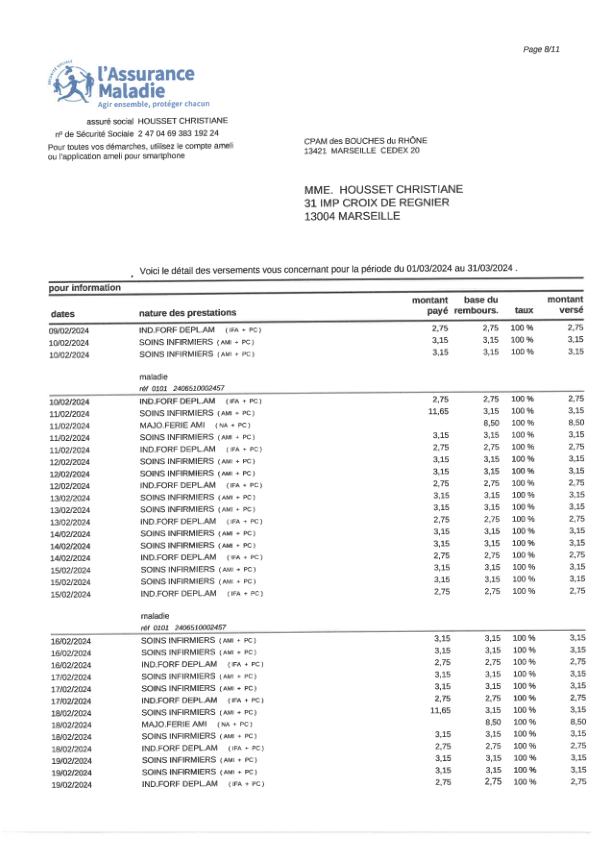 Page 8/11
SÉCURITÉ SOCIALE
l'Assurance
Maladie
Agir ensemble, protéger chacun
assuré social HOUSSET CHRISTIANE
nº de Sécurité Sociale 2 47 04 69 383 192 24
Pour toutes vos démarches, utilisez le compte ameli
ou l'application ameli pour smartphone
CPAM des BOUCHES du RHÔNE
13421 MARSEILLE CEDEX 20
MME. HOUSSET CHRISTIANE
31 IMP CROIX DE REGNIER
13004 MARSEILLE
Voici le détail des versements vous concernant pour la période du 01/03/2024 au 31/03/2024 .
pour information
dates nature des prestations montant payé base du rembours. taux montant versé
09/02/2024 IND.FORF DEPL.AM ( IFA + PC ) 2,75 2,75 100 % 2,75
10/02/2024 SOINS INFIRMIERS ( AMI + PC ) 3,15 3,15 100 % 3,15
10/02/2024 SOINS INFIRMIERS ( AMI + PC ) 3,15 3,15 100 % 3,15
maladie
réf 0101 2406510002457
10/02/2024 IND.FORF DEPL.AM ( IFA + PC ) 2,75 2,75 100 % 2,75
11/02/2024 SOINS INFIRMIERS ( AMI + PC ) 11,65 3,15 100 % 3,15
11/02/2024 MAJO.FERIE AMI ( NA + PC ) 8,50 100 % 8,50
11/02/2024 SOINS INFIRMIERS ( AMI + PC ) 3,15 3,15 100 % 3,15
11/02/2024 IND.FORF DEPL.AM ( IFA + PC ) 2,75 2,75 100 % 2,75
12/02/2024 SOINS INFIRMIERS ( AMI + PC ) 3,15 3,15 100 % 3,15
12/02/2024 SOINS INFIRMIERS ( AMI + PC ) 3,15 3,15 100 % 3,15
12/02/2024 IND.FORF DEPL.AM ( IFA + PC ) 2,75 2,75 100 % 2,75
13/02/2024 SOINS INFIRMIERS ( AMI + PC ) 3,15 3,15 100 % 3,15
13/02/2024 SOINS INFIRMIERS ( AMI + PC ) 3,15 3,15 100 % 3,15
13/02/2024 IND.FORF DEPL.AM ( IFA + PC ) 2,75 2,75 100 % 2,75
14/02/2024 SOINS INFIRMIERS ( AMI + PC ) 3,15 3,15 100 % 3,15
14/02/2024 SOINS INFIRMIERS ( AMI + PC ) 3,15 3,15 100 % 3,15
14/02/2024 IND.FORF DEPL.AM ( IFA + PC ) 2,75 2,75 100 % 2,75
15/02/2024 SOINS INFIRMIERS ( AMI + PC ) 3,15 3,15 100 % 3,15
15/02/2024 SOINS INFIRMIERS ( AMI + PC ) 3,15 3,15 100 % 3,15
15/02/2024 IND.FORF DEPL.AM ( IFA + PC ) 2,75 2,75 100 % 2,75
maladie
réf 0101 2406510002457
16/02/2024 SOINS INFIRMIERS ( AMI + PC ) 3,15 3,15 100 % 3,15
16/02/2024 SOINS INFIRMIERS ( AMI + PC ) 3,15 3,15 100 % 3,15
16/02/2024 IND.FORF DEPL.AM ( IFA + PC ) 2,75 2,75 100 % 2,75
17/02/2024 SOINS INFIRMIERS ( AMI + PC ) 3,15 3,15 100 % 3,15
17/02/2024 SOINS INFIRMIERS ( AMI + PC ) 3,15 3,15 100 % 3,15
17/02/2024 IND.FORF DEPL.AM ( IFA + PC ) 2,75 2,75 100 % 2,75
18/02/2024 SOINS INFIRMIERS ( AMI + PC ) 11,65 3,15 100 % 3,15
18/02/2024 MAJO.FERIE AMI ( NA + PC ) 8,50 100 % 8,50
18/02/2024 SOINS INFIRMIERS ( AMI + PC ) 3,15 3,15 100 % 3,15
18/02/2024 IND.FORF DEPL.AM ( IFA + PC ) 2,75 2,75 100 % 2,75
19/02/2024 SOINS INFIRMIERS ( AMI + PC ) 3,15 3,15 100 % 3,15
19/02/2024 SOINS INFIRMIERS ( AMI + PC ) 3,15 3,15 100 % 3,15
19/02/2024 IND.FORF DEPL.AM ( IFA + PC ) 2,75 2,75 100 % 2,75